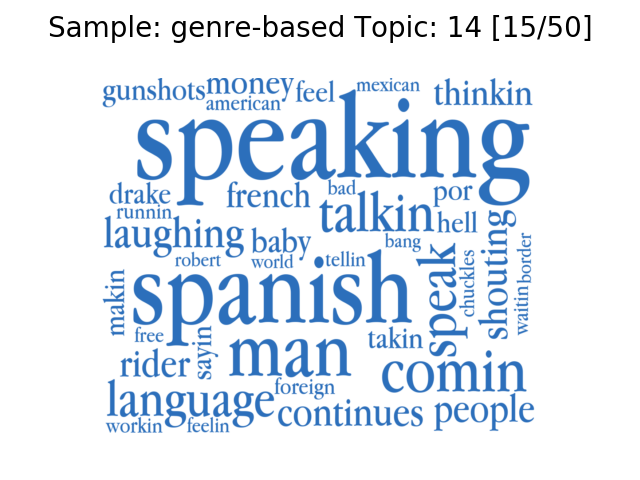 Sample: genre-based Topic: 14 [15/50]
gunshots money feel mexican thinkin
american
speaking
drake french bad por
runnin talkin hell
laughing baby bang
robert world tellin
makin spanish speak chuckles shouting waitin border
free sayin man takin
rider comin
language foreign
continues people
workin feelin